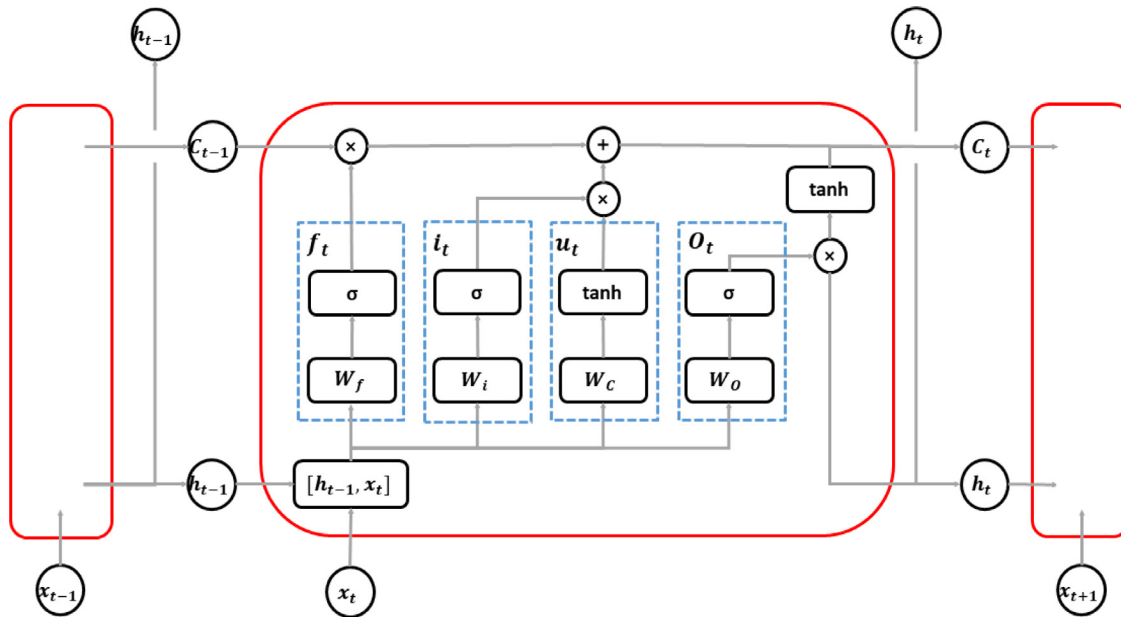 h_{t-1}
h_t
C_{t-1}
×
+
C_t
×
tanh
f_t
i_t
u_t
O_t
×
σ
σ
tanh
σ
W_f
W_i
W_C
W_O
h_{t-1}
[h_{t-1}, x_t]
h_t
x_{t-1}
x_t
x_{t+1}